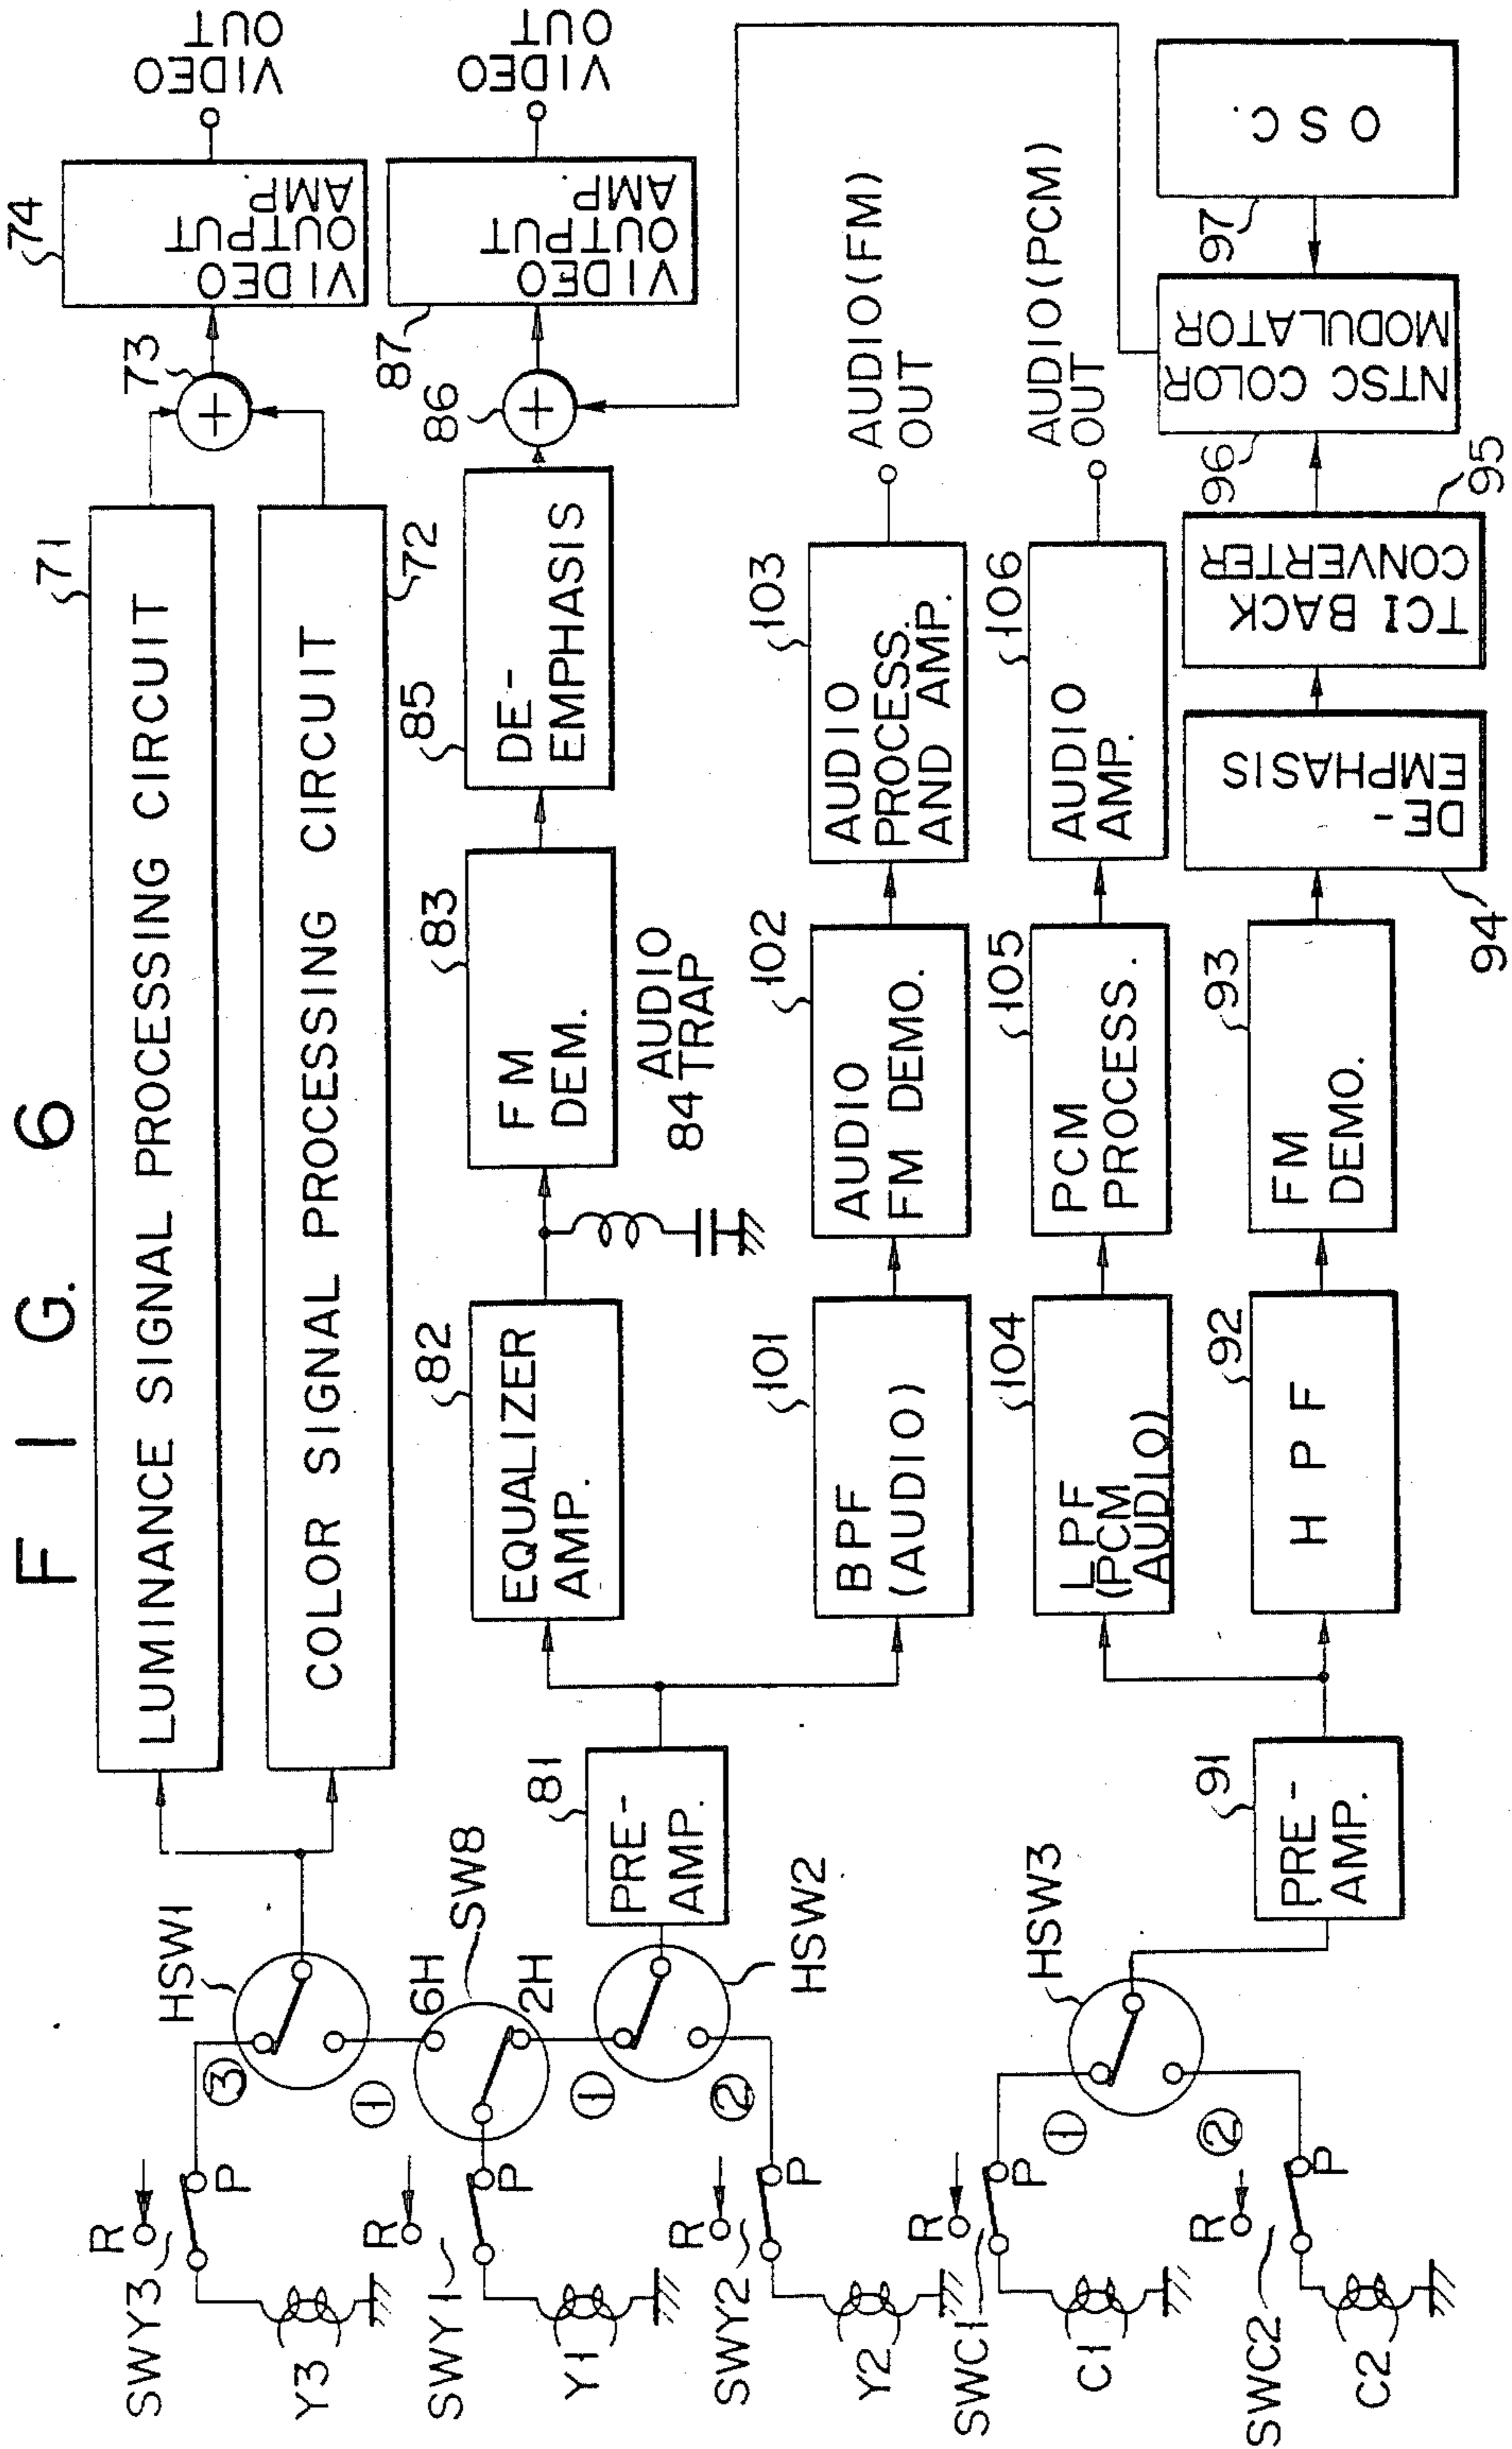 FIG. 6
HSW1
71
LUMINANCE SIGNAL PROCESSING CIRCUIT
73
+
74
VIDEO
OUTPUT
AMP
VIDEO
OUT
R
SWY3
P
3
Y3
COLOR SIGNAL PROCESSING CIRCUIT
72
1
6H
SW8
2H
R
SWY1
P
Y1
1
81
PRE-
AMP.
82
EQUALIZER
AMP.
83
FM
DEM.
84 AUDIO
TRAP
85
DE-
EMPHASIS
86
+
87
VIDEO
OUTPUT
AMP
VIDEO
OUT
2
HSW2
R
SWY2
P
Y2
101
BPF
(AUDIO)
102
AUDIO
FM DEMO.
103
AUDIO
PROCESS.
AND AMP.
AUDIO(FM)
OUT
R
SWC1
P
C1
1
HSW3
104
LPF
(PCM
AUDIO)
105
PCM
PROCESS.
106
AUDIO
AMP.
AUDIO(PCM)
OUT
2
R
SWC2
P
C2
91
PRE-
AMP.
92
HPF
93
FM
DEMO.
94
DE-
EMPHASIS
95
TCI BACK
CONVERTER
96
NTSC COLOR
MODULATOR
97
OSC.